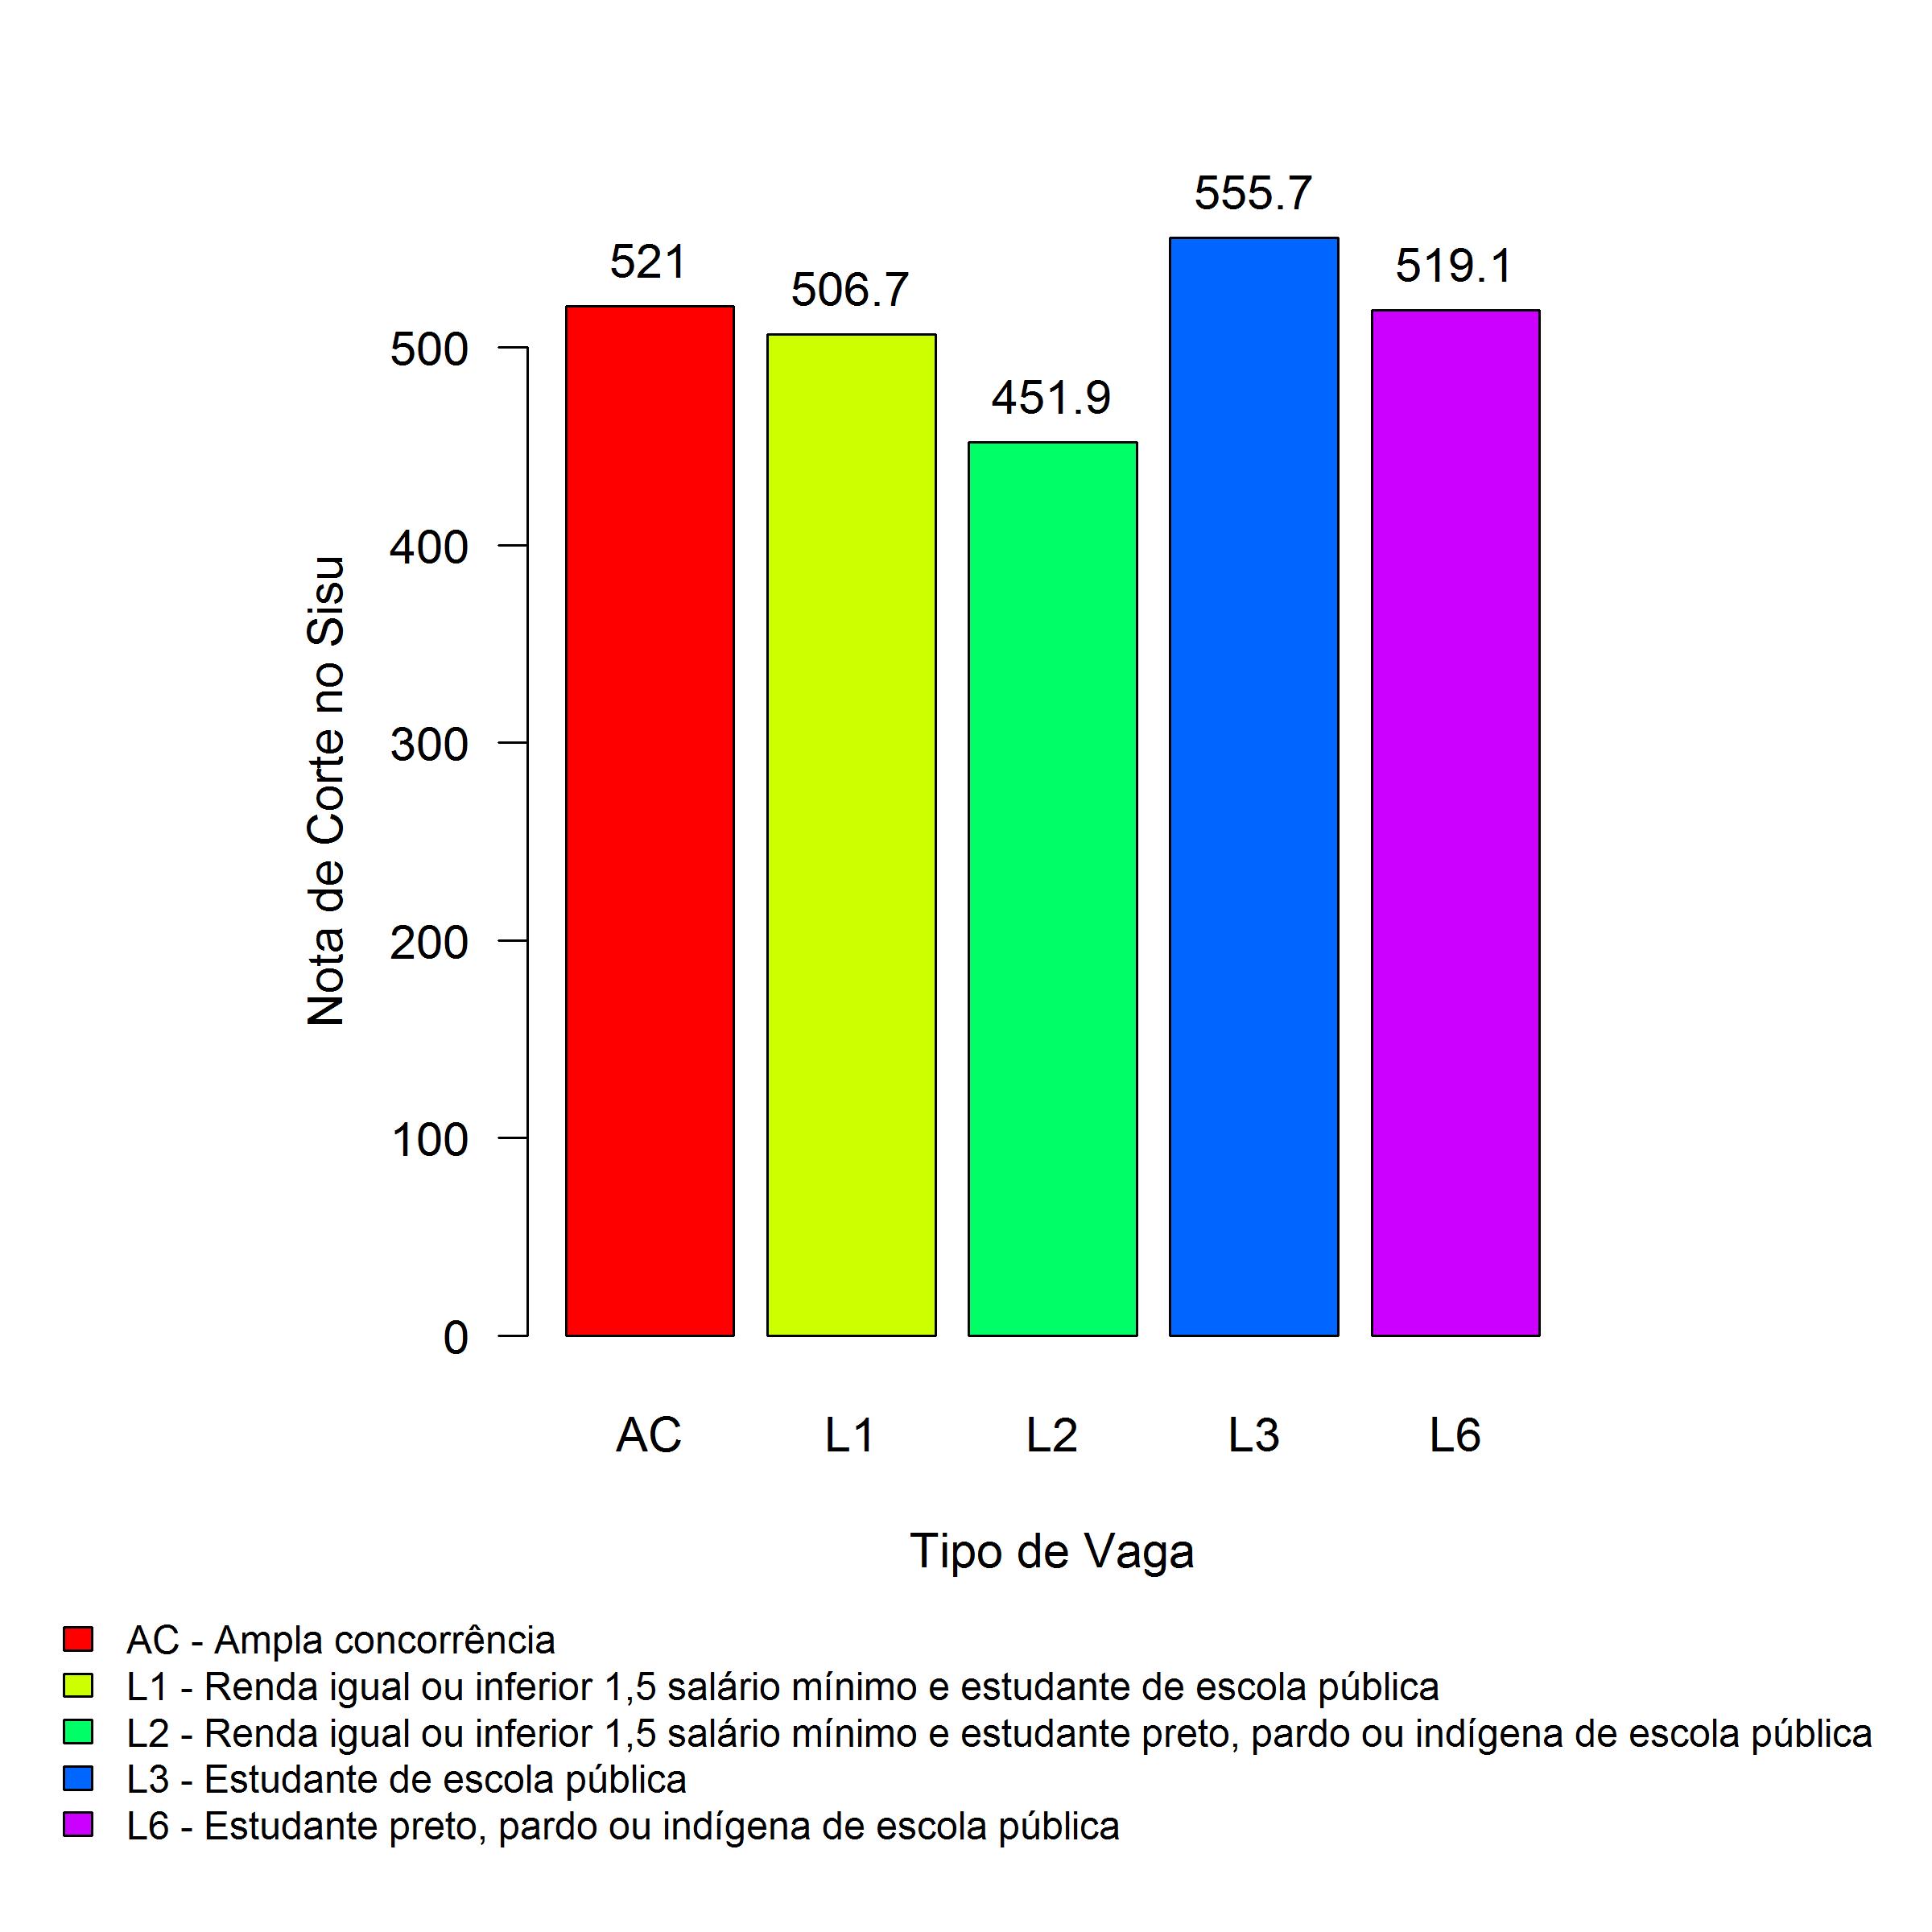 555.7
521
519.1
506.7
451.9
500
400
300
200
100
0
Nota de Corte no Sisu
AC L1 L2 L3 L6
Tipo de Vaga
AC - Ampla concorrência
L1 - Renda igual ou inferior 1,5 salário mínimo e estudante de escola pública
L2 - Renda igual ou inferior 1,5 salário mínimo e estudante preto, pardo ou indígena de escola pública
L3 - Estudante de escola pública
L6 - Estudante preto, pardo ou indígena de escola pública